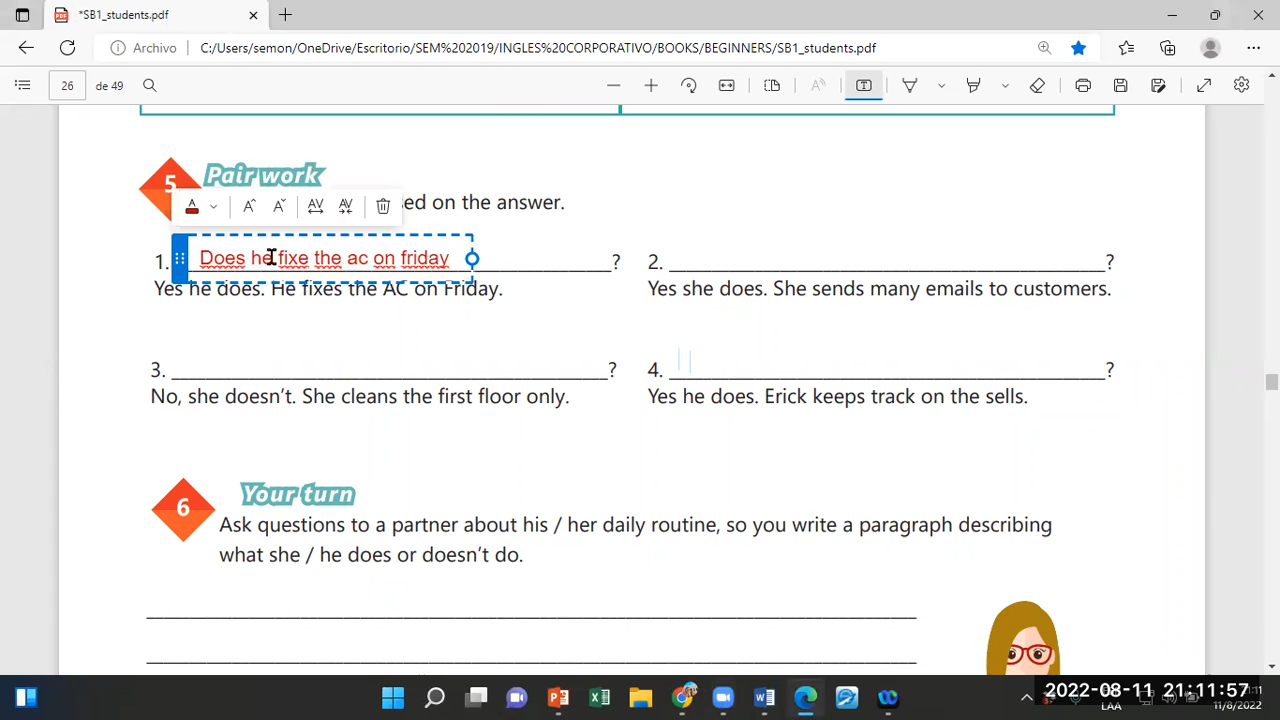 *SB1_students.pdf
Archivo C:/Users/semon/OneDrive/Escritorio/SEM%202019/INGLES%20CORPORATIVO/BOOKS/BEGINNERS/SB1_students.pdf
26 de 49
5 Pair work
sed on the answer.
1. Does he fixe the ac on friday ?
Yes he does. He fixes the AC on Friday.
2. ?
Yes she does. She sends many emails to customers.
3. ?
No, she doesn't. She cleans the first floor only.
4. ?
Yes he does. Erick keeps track on the sells.
6 Your turn
Ask questions to a partner about his / her daily routine, so you write a paragraph describing
what she / he does or doesn't do.
2022-08-11 21:11:57
LAA
11/8/2022